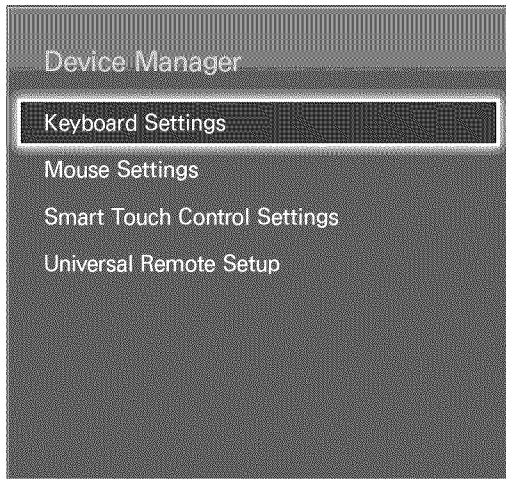 Device Manager
Keyboard Settings
Mouse Settings
Smart Touch Control Settings
Universal Remote Setup